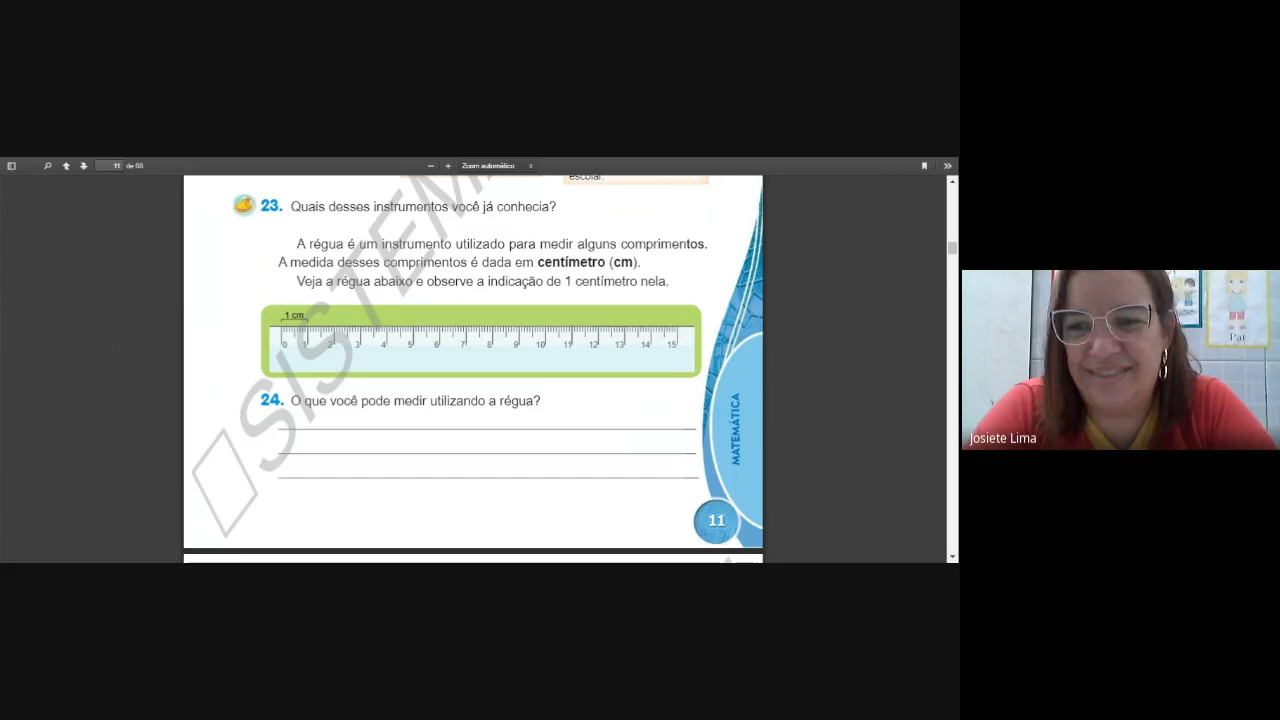 11 de 68
Zoom automático
escolar.
23. Quais desses instrumentos você já conhecia?
A régua é um instrumento utilizado para medir alguns comprimentos.
A medida desses comprimentos é dada em centímetro (cm).
Veja a régua abaixo e observe a indicação de 1 centímetro nela.
1 cm
0 1 2 3 4 5 6 7 8 9 10 11 12 13 14 15
24. O que você pode medir utilizando a régua?
SISTEM
MATEMÁTICA
11
Pat
Josiete Lima